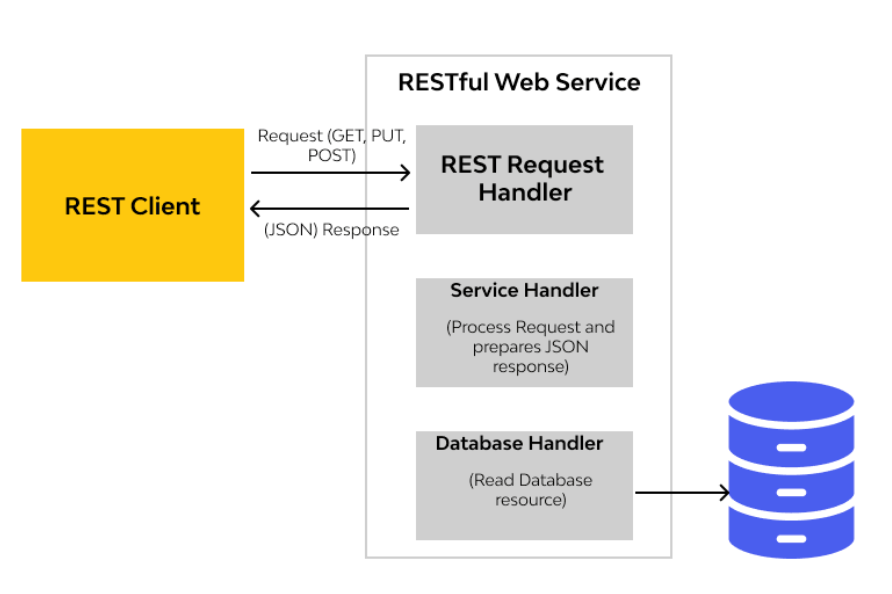 RESTful Web Service
Request (GET, PUT,
POST)
REST Client
(JSON) Response
REST Request
Handler
Service Handler
(Process Request and
prepares JSON
response)
Database Handler
(Read Database
resource)